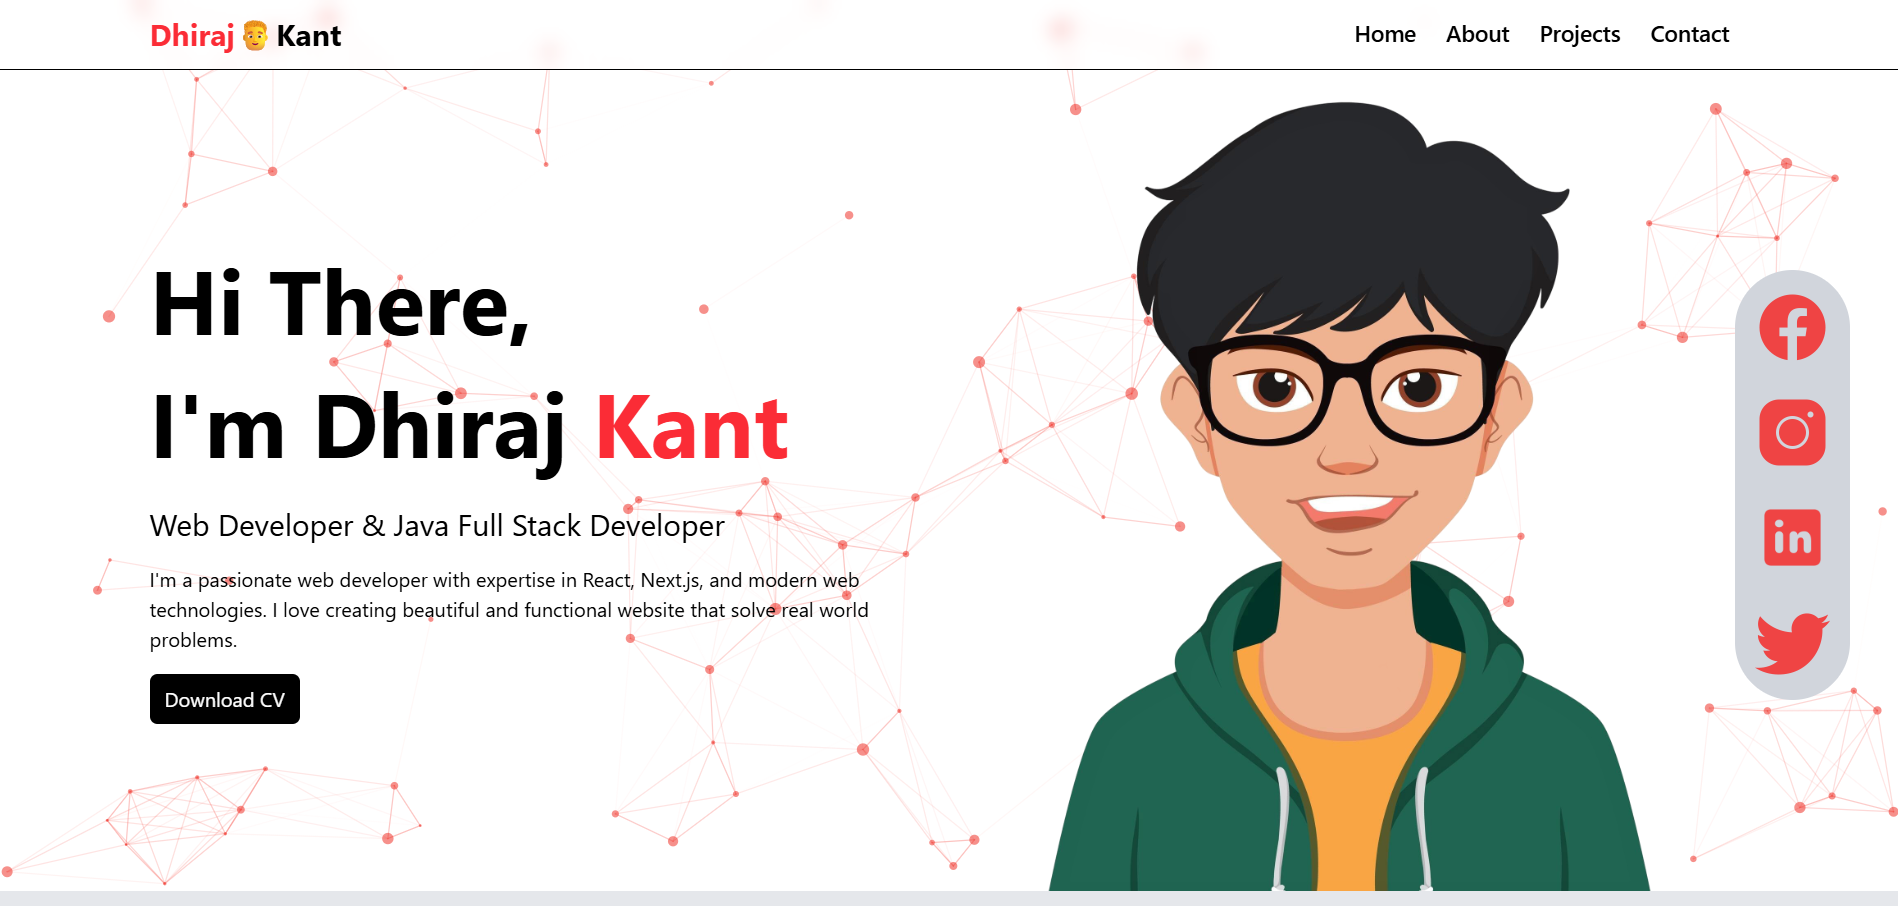 Dhiraj👱Kant
Home About Projects Contact
Hi There,
I'm Dhiraj Kant
Web Developer & Java Full Stack Developer
I'm a passionate web developer with expertise in React, Next.js, and modern web
technologies. I love creating beautiful and functional website that solve real world
problems.
Download CV
in